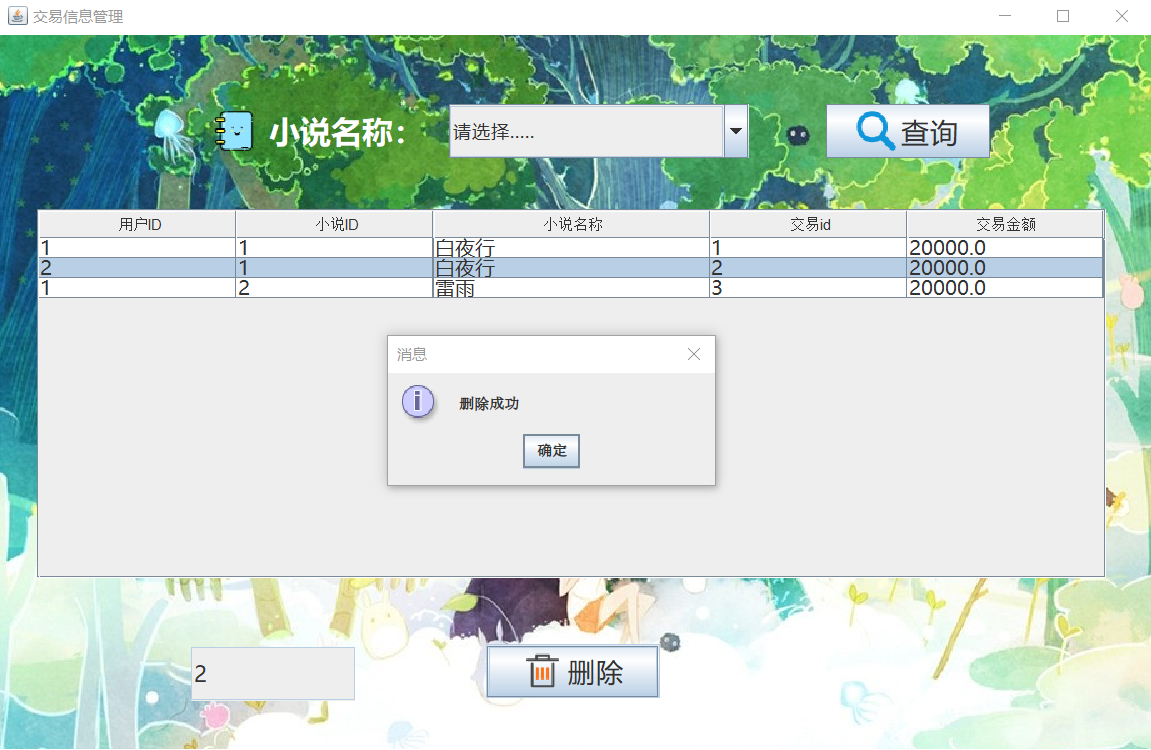 交易信息管理
小说名称： 请选择..... 查询
用户ID 小说ID 小说名称 交易id 交易金额
1 1 白夜行 1 20000.0
2 1 白夜行 2 20000.0
1 2 雷雨 3 20000.0
消息
删除成功
确定
2 删除